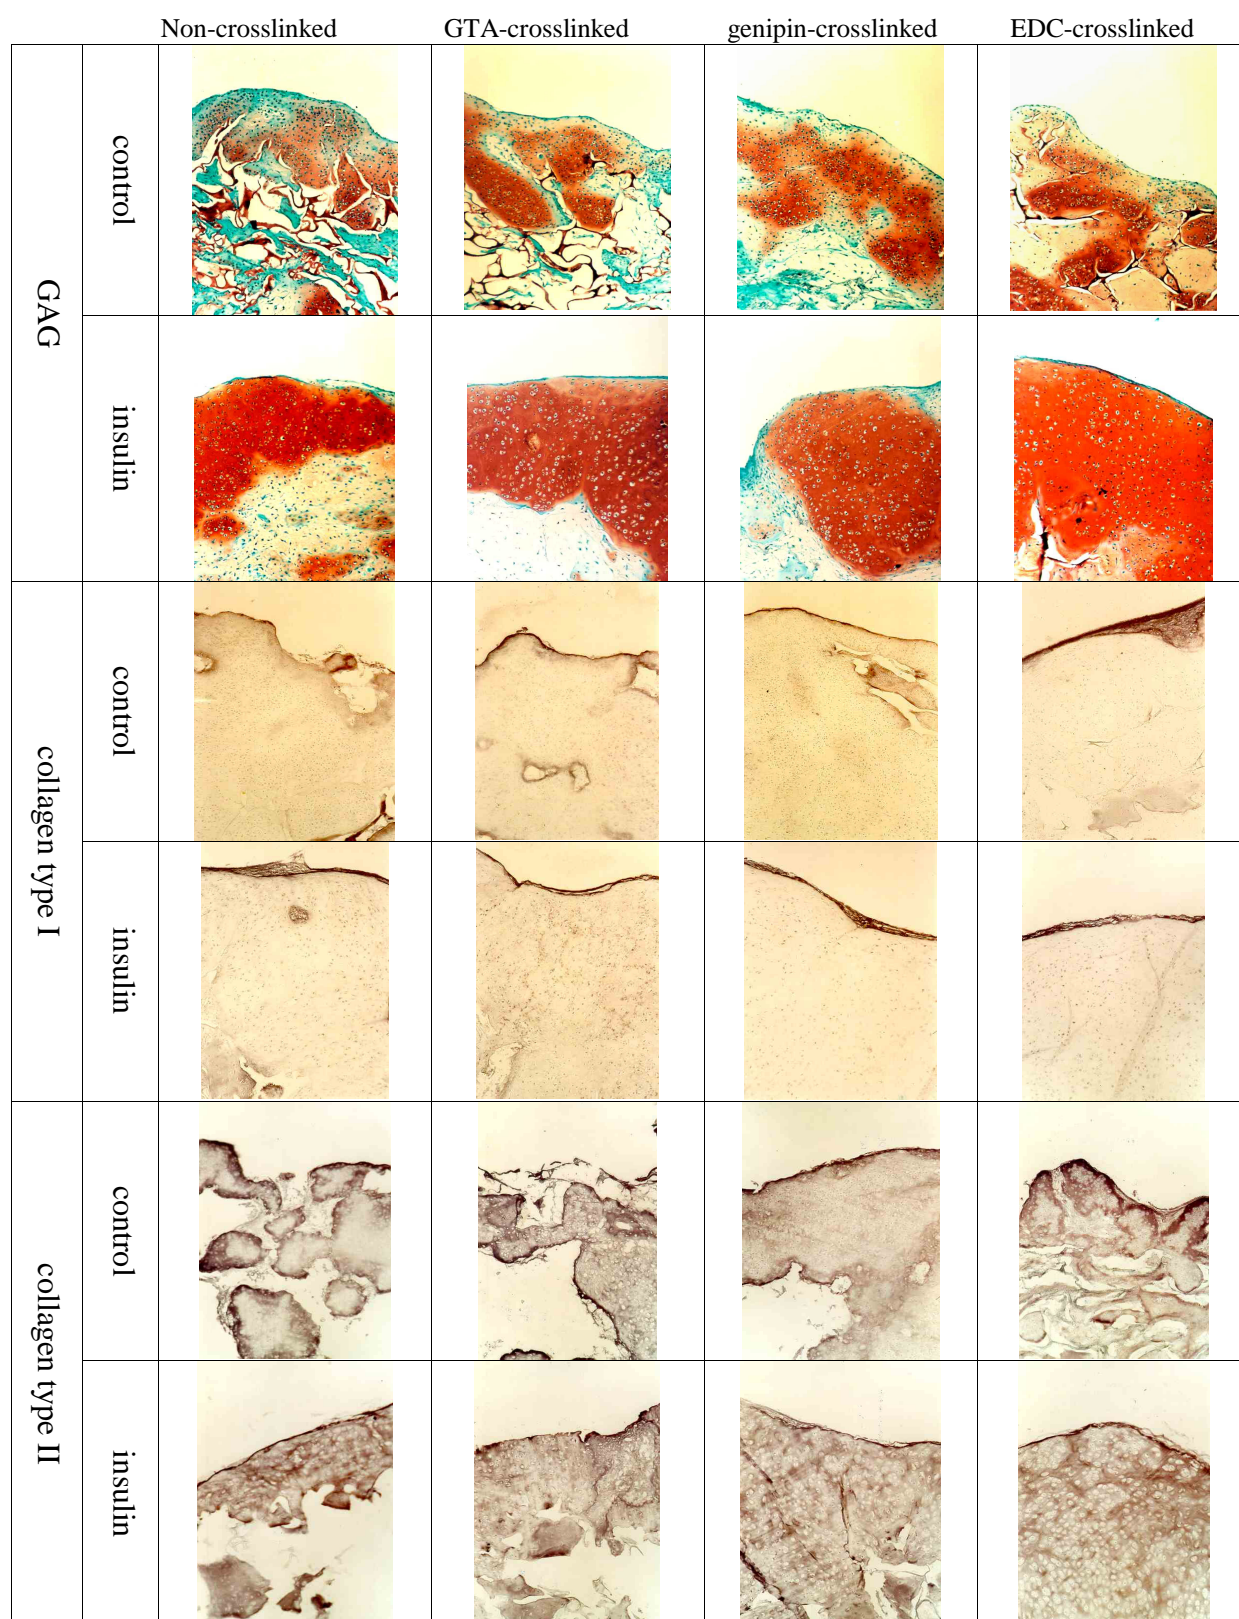 Non-crosslinked GTA-crosslinked genipin-crosslinked EDC-crosslinked
GAG
control
insulin
collagen type I
control
insulin
collagen type II
control
insulin